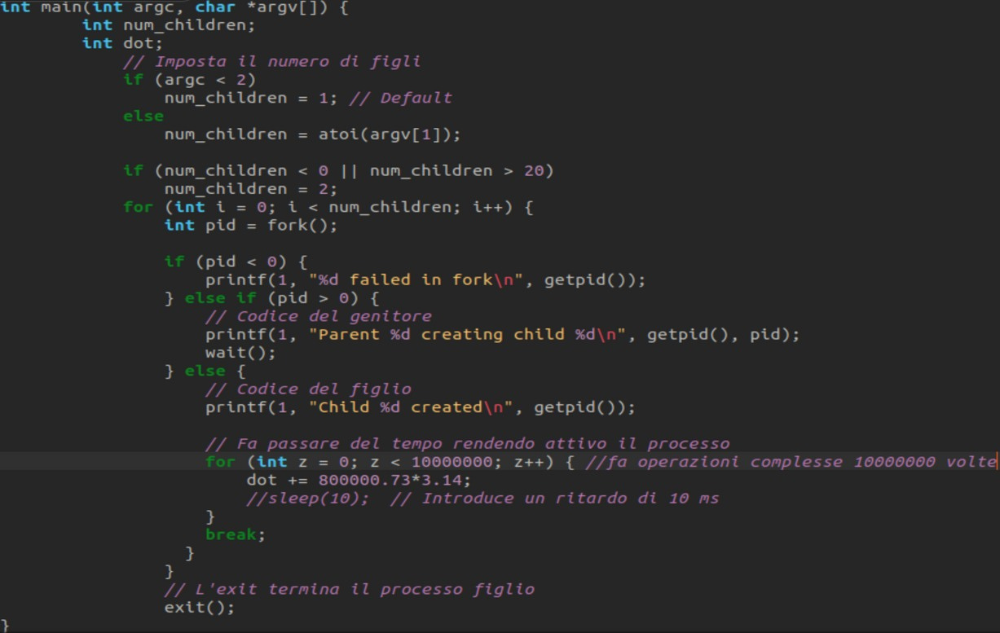 int main(int argc, char *argv[]) {
int num_children;
int dot;
// Imposta il numero di figli
if (argc < 2)
num_children = 1; // Default
else
num_children = atoi(argv[1]);
if (num_children < 0 || num_children > 20)
num_children = 2;
for (int i = 0; i < num_children; i++) {
int pid = fork();
if (pid < 0) {
printf(1, "%d failed in fork\n", getpid());
} else if (pid > 0) {
// Codice del genitore
printf(1, "Parent %d creating child %d\n", getpid(), pid);
wait();
} else {
// Codice del figlio
printf(1, "Child %d created\n", getpid());
// Fa passare del tempo rendendo attivo il processo
for (int z = 0; z < 10000000; z++) { //fa operazioni complesse 10000000 volte
dot += 800000.73*3.14;
//sleep(10); // Introduce un ritardo di 10 ms
}
break;
}
}
// L'exit termina il processo figlio
exit();
}